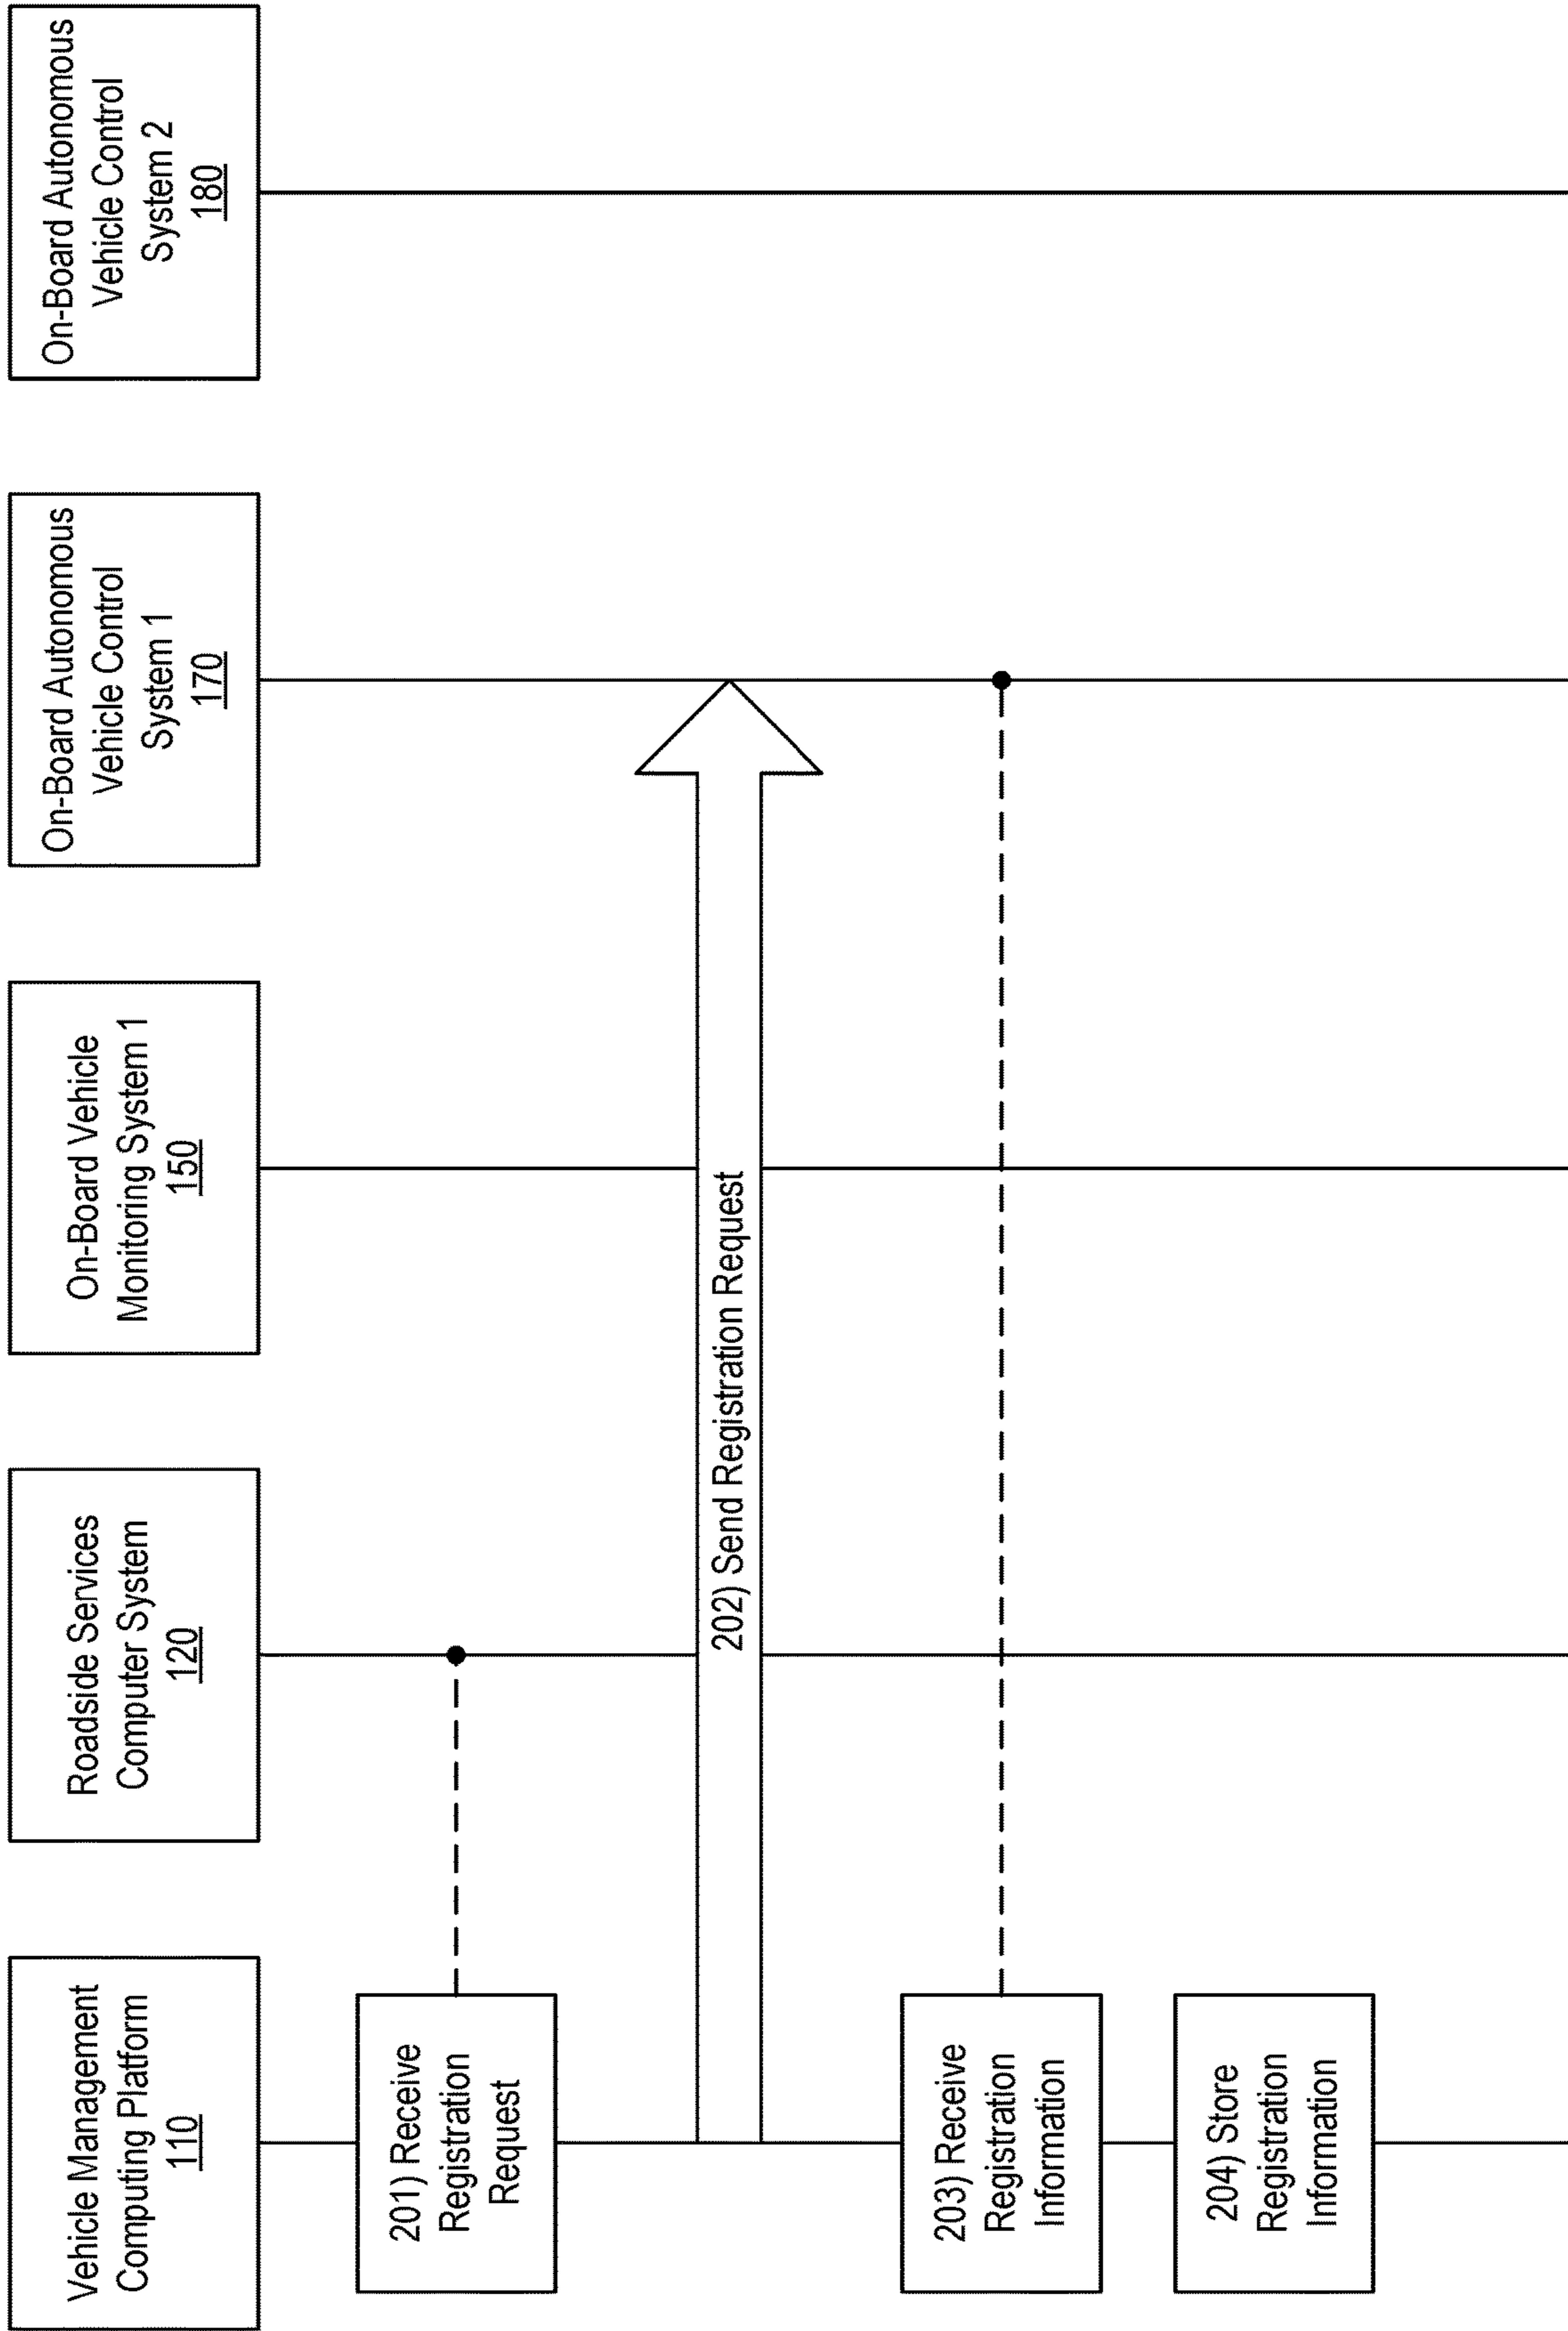 Vehicle Management
Computing Platform
110
Roadside Services
Computer System
120
On-Board Vehicle
Monitoring System 1
150
On-Board Autonomous
Vehicle Control
System 1
170
On-Board Autonomous
Vehicle Control
System 2
180
201) Receive
Registration
Request
202) Send Registration Request
203) Receive
Registration
Information
204) Store
Registration
Information